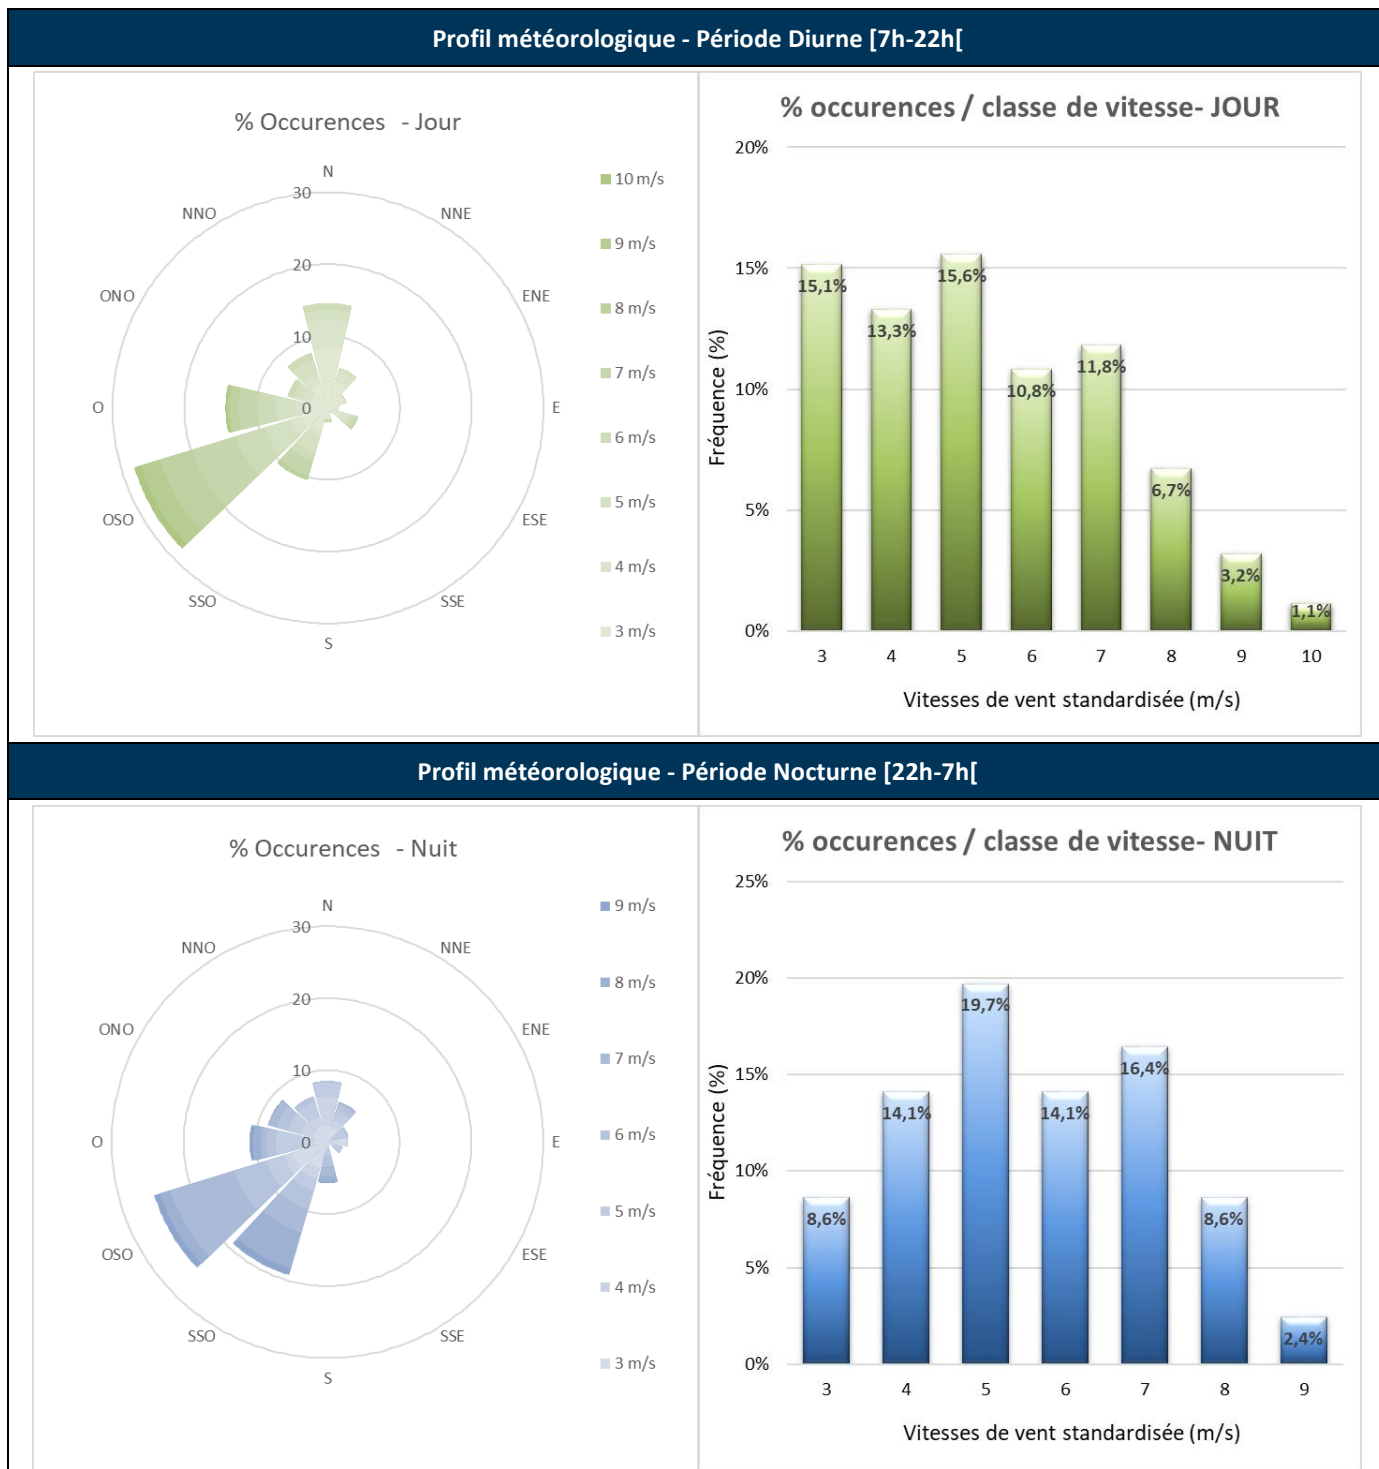 Profil météorologique - Période Diurne [7h-22h[
% Occurences - Jour
N
NNE
ENE
E
ESE
SSE
S
SSO
OSO
O
ONO
NNO
30
20
10
0
10 m/s
9 m/s
8 m/s
7 m/s
6 m/s
5 m/s
4 m/s
3 m/s
% occurences / classe de vitesse- JOUR
Fréquence (%)
20%
15%
10%
5%
0%
15,1%
13,3%
15,6%
10,8%
11,8%
6,7%
3,2%
1,1%
3 4 5 6 7 8 9 10
Vitesses de vent standardisée (m/s)
Profil météorologique - Période Nocturne [22h-7h[
% Occurences - Nuit
N
NNE
ENE
E
ESE
SSE
S
SSO
OSO
O
ONO
NNO
30
20
10
0
9 m/s
8 m/s
7 m/s
6 m/s
5 m/s
4 m/s
3 m/s
% occurences / classe de vitesse- NUIT
Fréquence (%)
25%
20%
15%
10%
5%
0%
8,6%
14,1%
19,7%
14,1%
16,4%
8,6%
2,4%
3 4 5 6 7 8 9
Vitesses de vent standardisée (m/s)